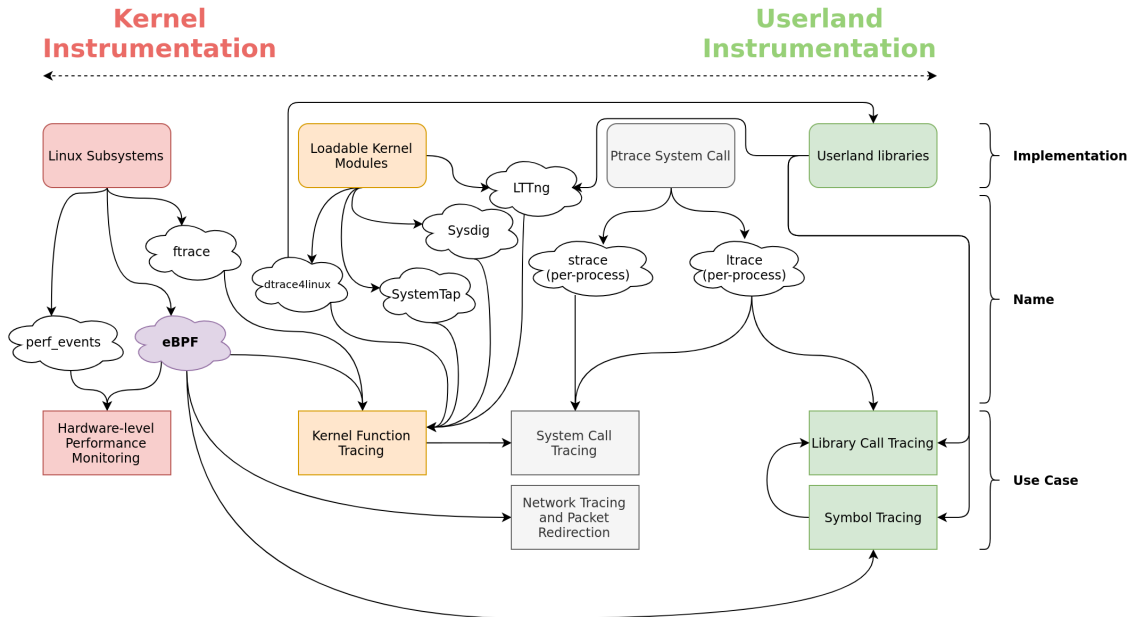 Kernel
Instrumentation
Userland
Instrumentation
Linux Subsystems
Loadable Kernel
Modules
Ptrace System Call
Userland libraries
Implementation
LTTng
Sysdig
ftrace
strace
(per-process)
ltrace
(per-process)
dtrace4linux
SystemTap
Name
perf_events
eBPF
Hardware-level
Performance
Monitoring
Kernel Function
Tracing
System Call
Tracing
Library Call Tracing
Use Case
Network Tracing
and Packet
Redirection
Symbol Tracing